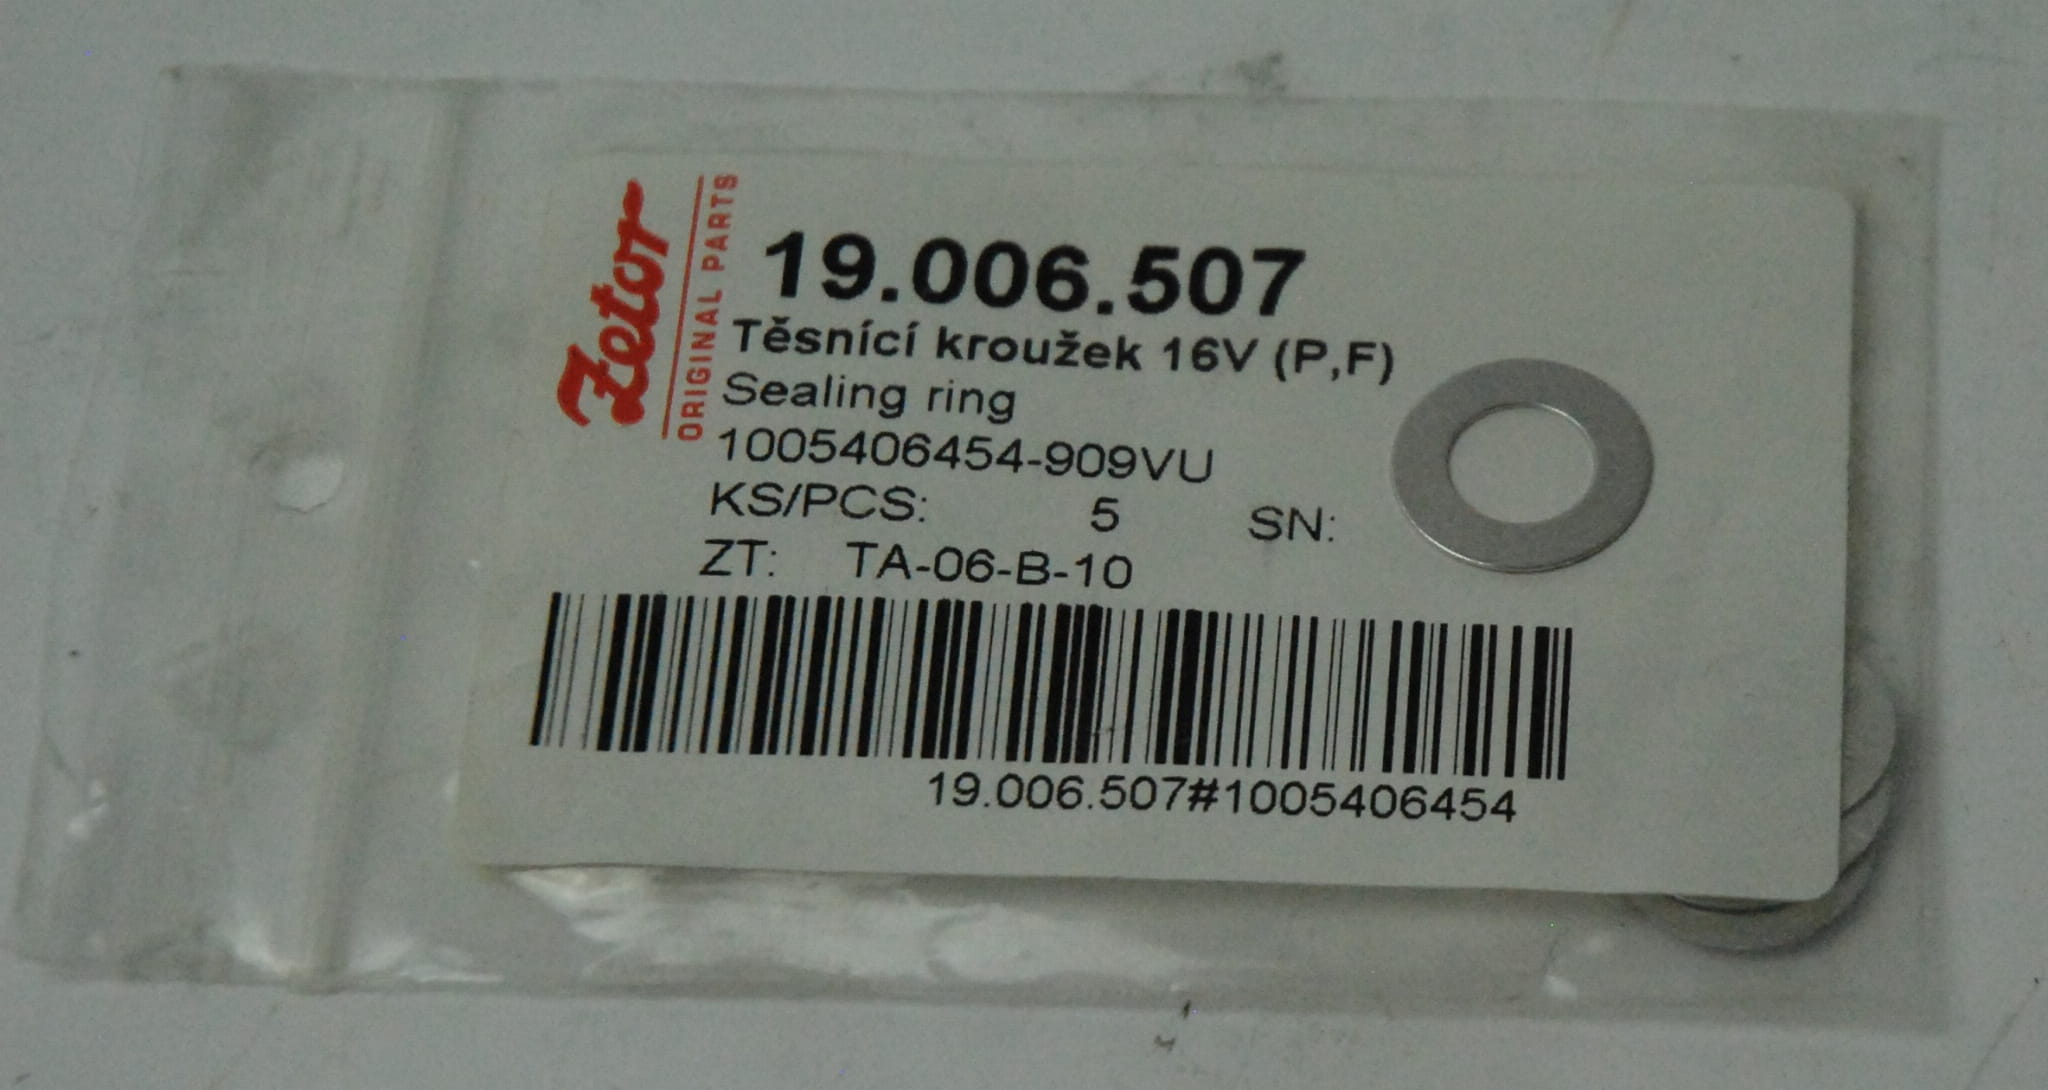 Zetor
ORIGINAL PARTS
19.006.507
Těsnící kroužek 16V (P,F)
Sealing ring
1005406454-909VU
KS/PCS: 5 SN:
ZT: TA-06-B-10
19.006.507#1005406454